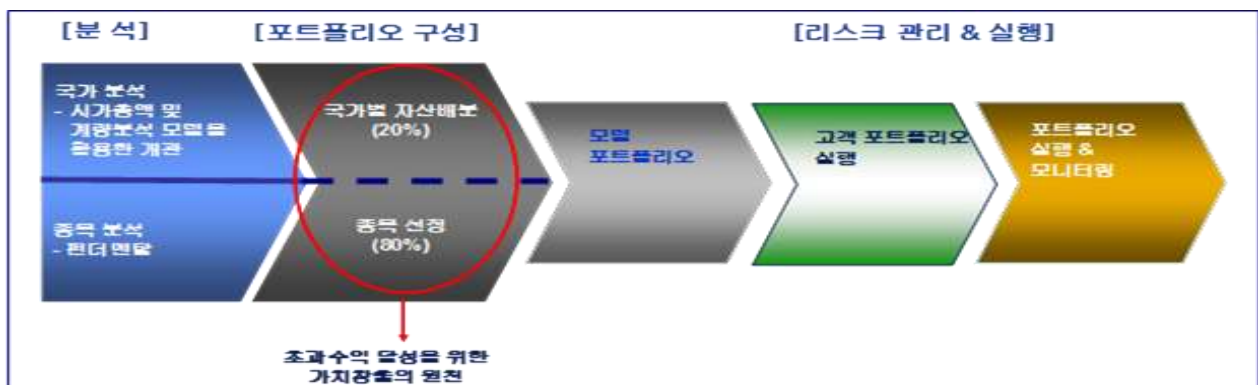 [분 석]
[포트폴리오 구성]
[리스크 관리 & 실행]
국가 분석
- 시가총액 및
계량분석 모델을
활용한 개관
종목 분석
- 펀더멘탈
국가별 자산배분
(20%)
종목 선정
(80%)
모델
포트폴리오
고객 포트폴리오
실행
포트폴리오
실행 &
모니터링
초과수익 달성을 위한
가치창출의 원천